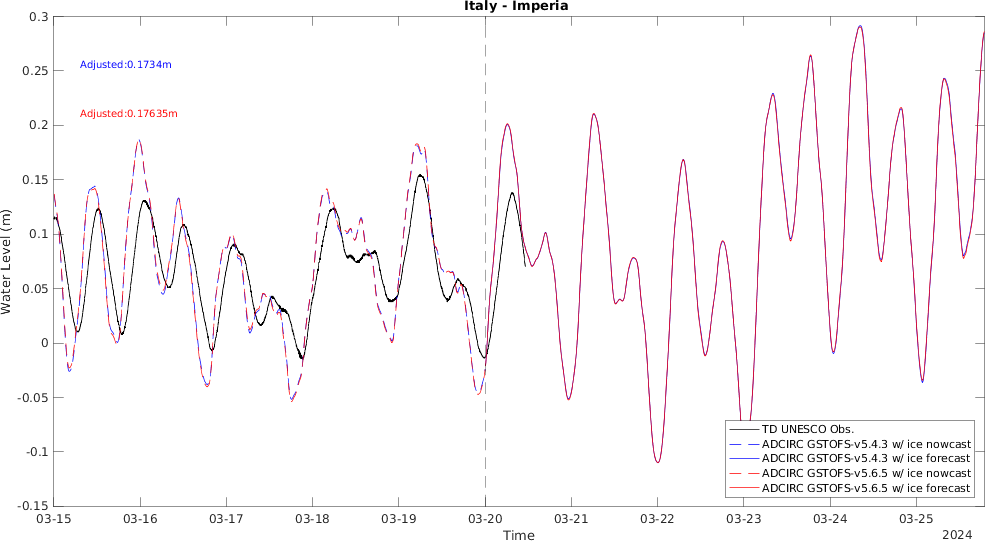 Italy - Imperia
0.3
0.25
0.2
0.15
0.1
0.05
0
-0.05
-0.1
-0.15
Water Level (m)
Adjusted:0.1734m
Adjusted:0.17635m
TD UNESCO Obs.
ADCIRC GSTOFS-v5.4.3 w/ ice nowcast
ADCIRC GSTOFS-v5.4.3 w/ ice forecast
ADCIRC GSTOFS-v5.6.5 w/ ice nowcast
ADCIRC GSTOFS-v5.6.5 w/ ice forecast
03-15 03-16 03-17 03-18 03-19 03-20 03-21 03-22 03-23 03-24 03-25
Time
2024